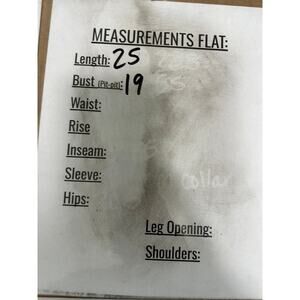 MEASUREMENTS FLAT:
Length: 25
Bust (Pit-pit): 19
Waist:
Rise
Inseam:
Sleeve:
Hips:
Leg Opening:
Shoulders: